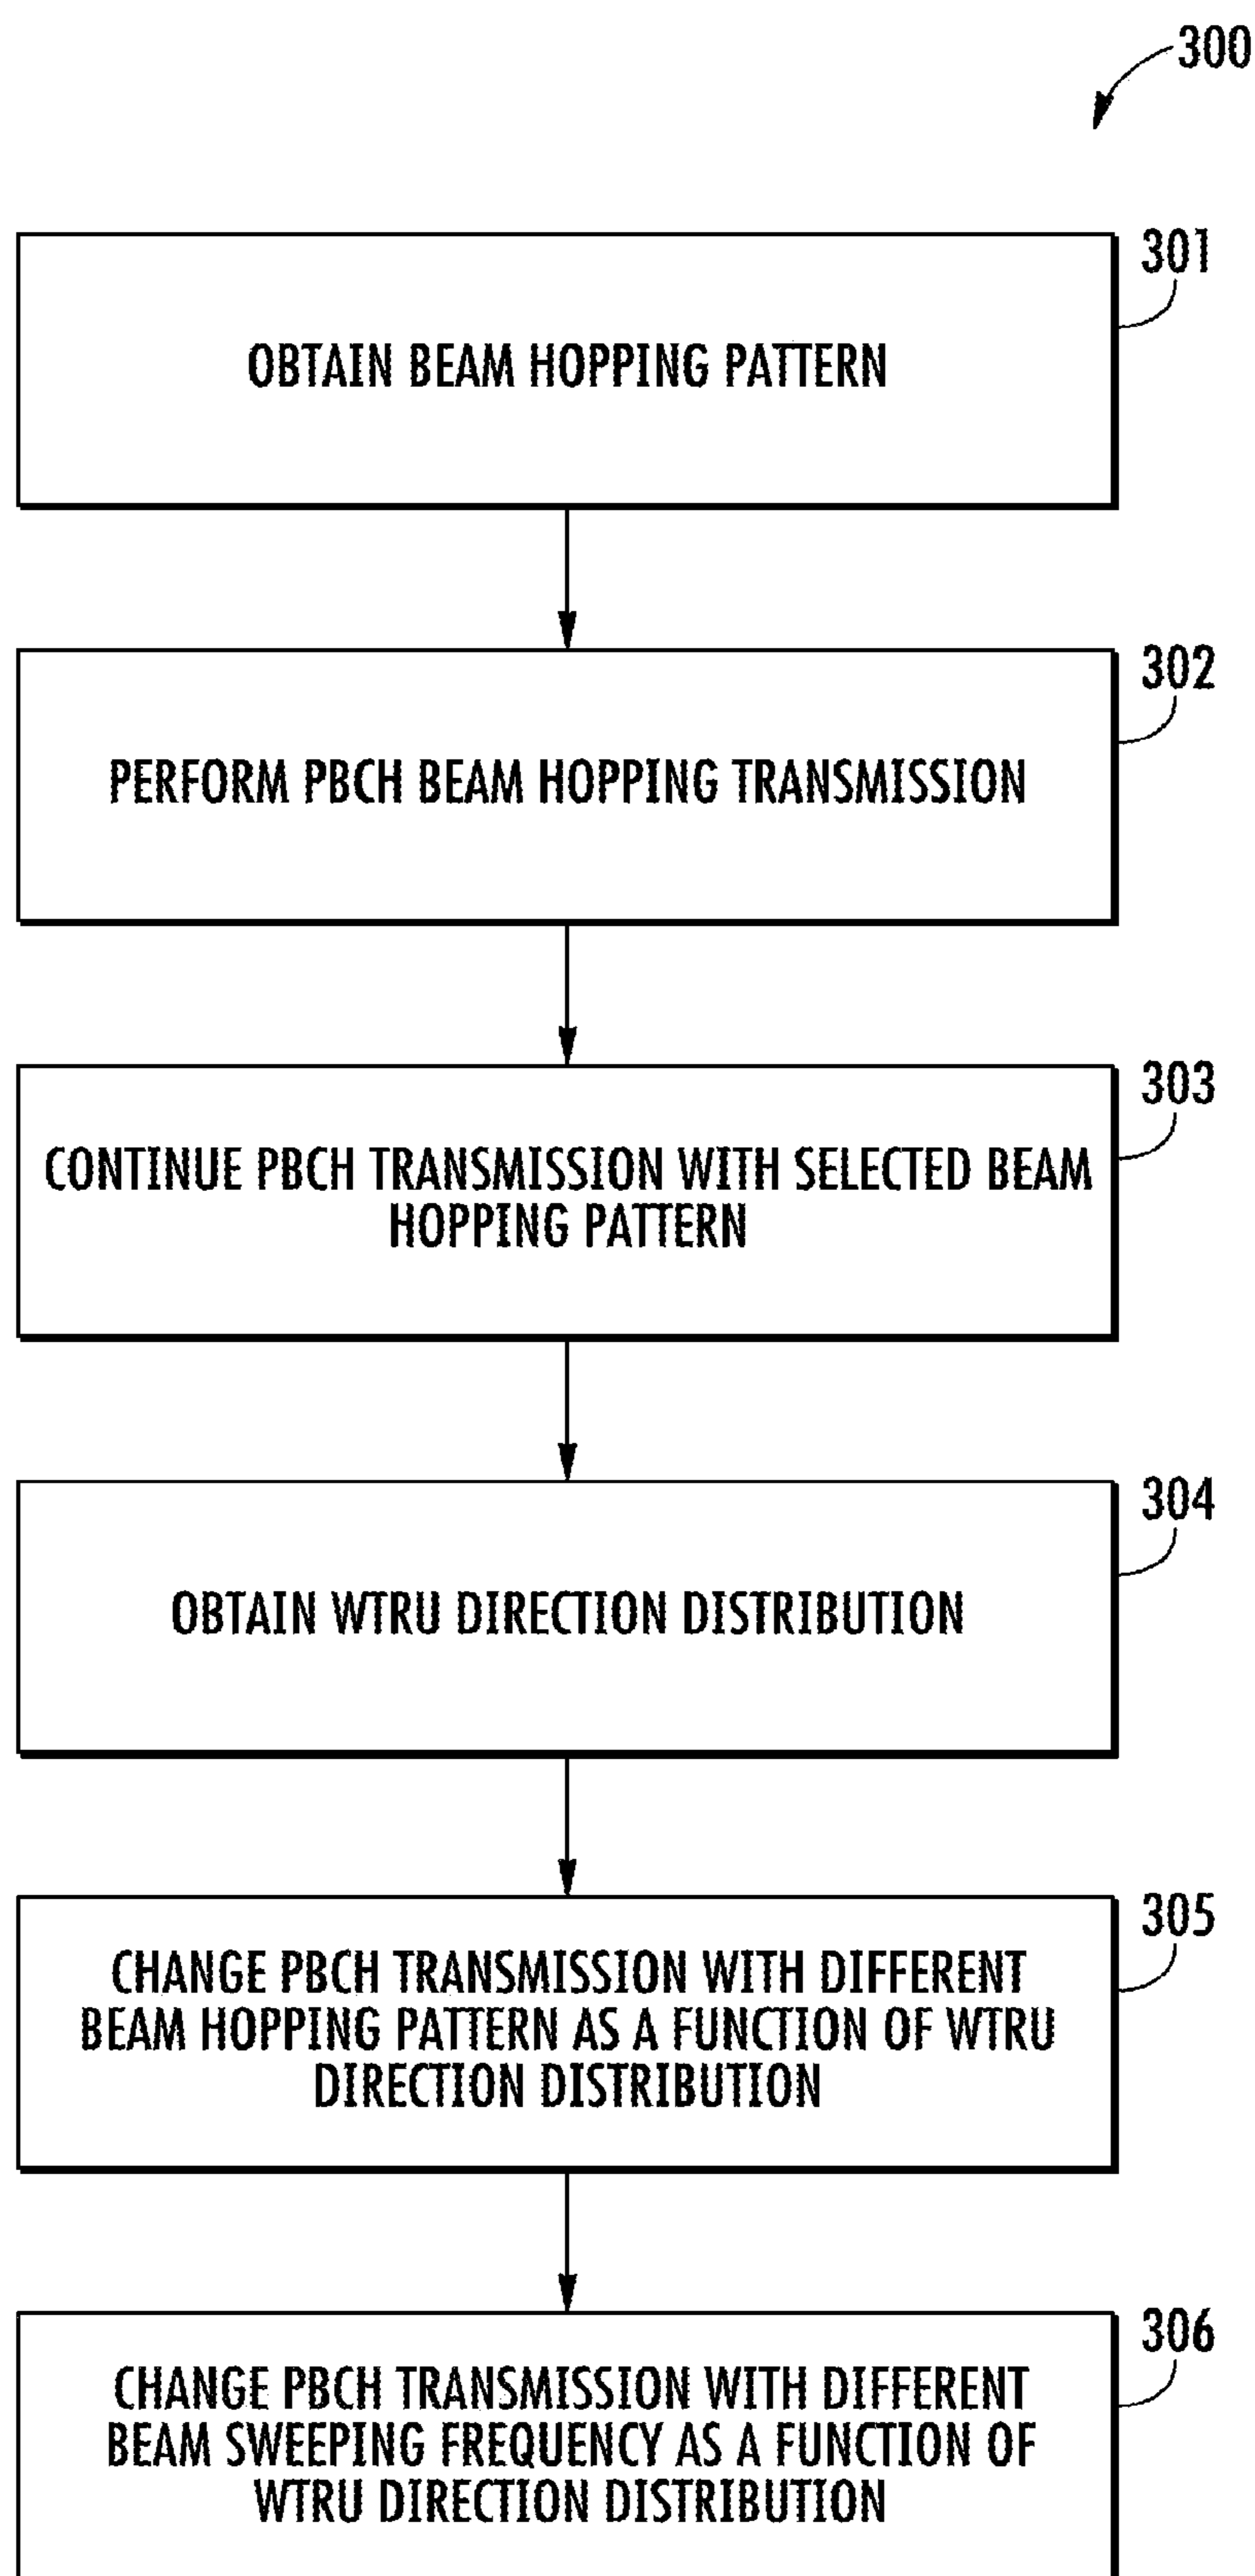 300
301
OBTAIN BEAM HOPPING PATTERN
302
PERFORM PBCH BEAM HOPPING TRANSMISSION
303
CONTINUE PBCH TRANSMISSION WITH SELECTED BEAM
HOPPING PATTERN
304
OBTAIN WTRU DIRECTION DISTRIBUTION
305
CHANGE PBCH TRANSMISSION WITH DIFFERENT
BEAM HOPPING PATTERN AS A FUNCTION OF WTRU
DIRECTION DISTRIBUTION
306
CHANGE PBCH TRANSMISSION WITH DIFFERENT
BEAM SWEEPING FREQUENCY AS A FUNCTION OF
WTRU DIRECTION DISTRIBUTION